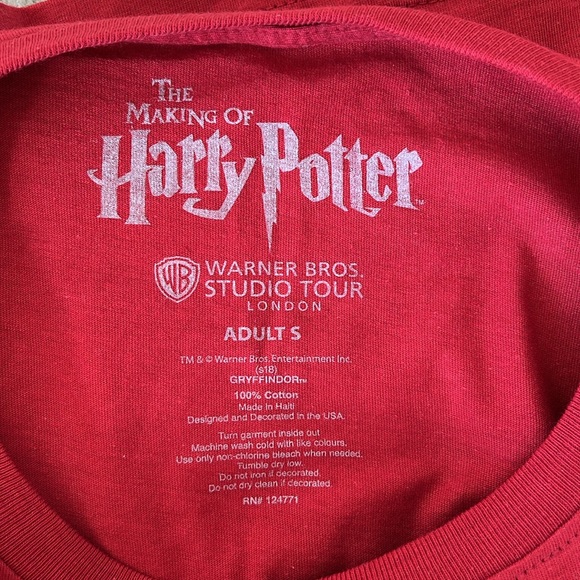 THE
MAKING OF
Harry Potter™
WB WARNER BROS.
STUDIO TOUR
LONDON
ADULT S
TM & © Warner Bros. Entertainment Inc.
(s18)
GRYFFINDOR™
100% Cotton
Made in Haiti
Designed and Decorated in the USA.
Turn garment inside out
Machine wash cold with like colours.
Use only non-chlorine bleach when needed.
Tumble dry low.
Do not iron if decorated.
Do not dry clean if decorated.
RN# 124771